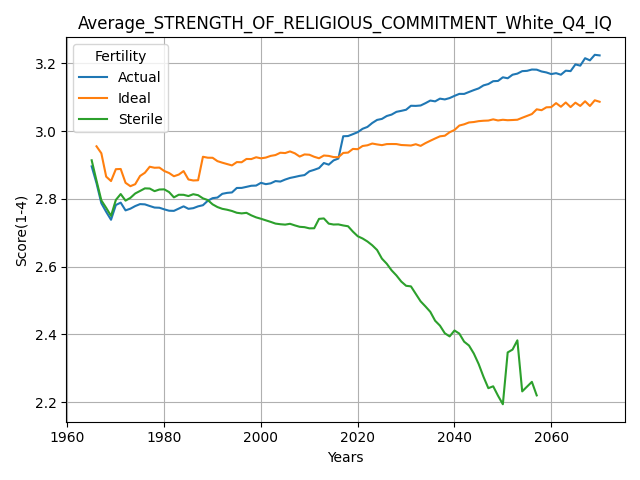 Average_STRENGTH_OF_RELIGIOUS_COMMITMENT_White_Q4_IQ
Fertility
Actual
Ideal
Sterile
Score(1-4)
3.2
3.0
2.8
2.6
2.4
2.2
1960 1980 2000 2020 2040 2060
Years